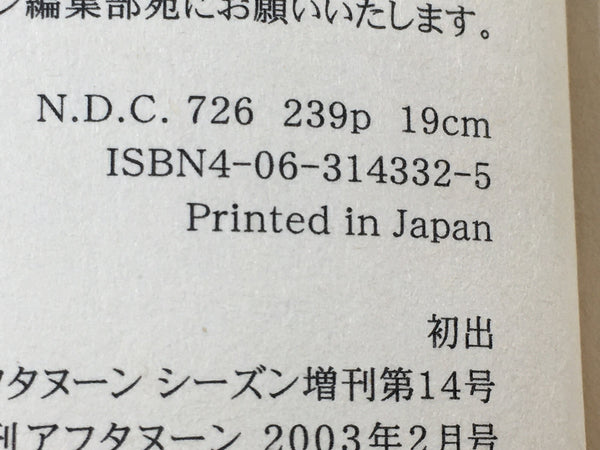 ン編集部宛にお願いいたします。
N.D.C. 726 239p 19cm
ISBN4-06-314332-5
Printed in Japan
初出
フタヌーン シーズン増刊第14号
刊 アフタヌーン 2003年2月号